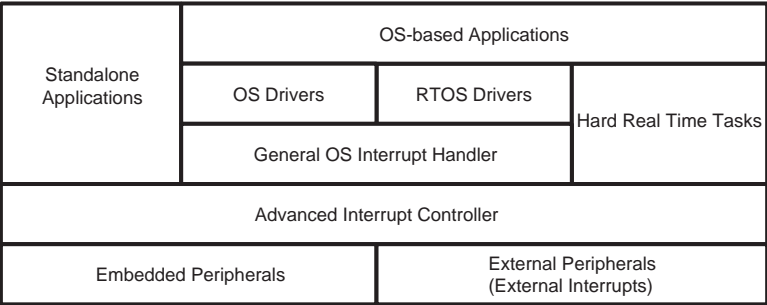 OS-based Applications
Standalone
Applications
OS Drivers
RTOS Drivers
Hard Real Time Tasks
General OS Interrupt Handler
Advanced Interrupt Controller
Embedded Peripherals
External Peripherals
(External Interrupts)